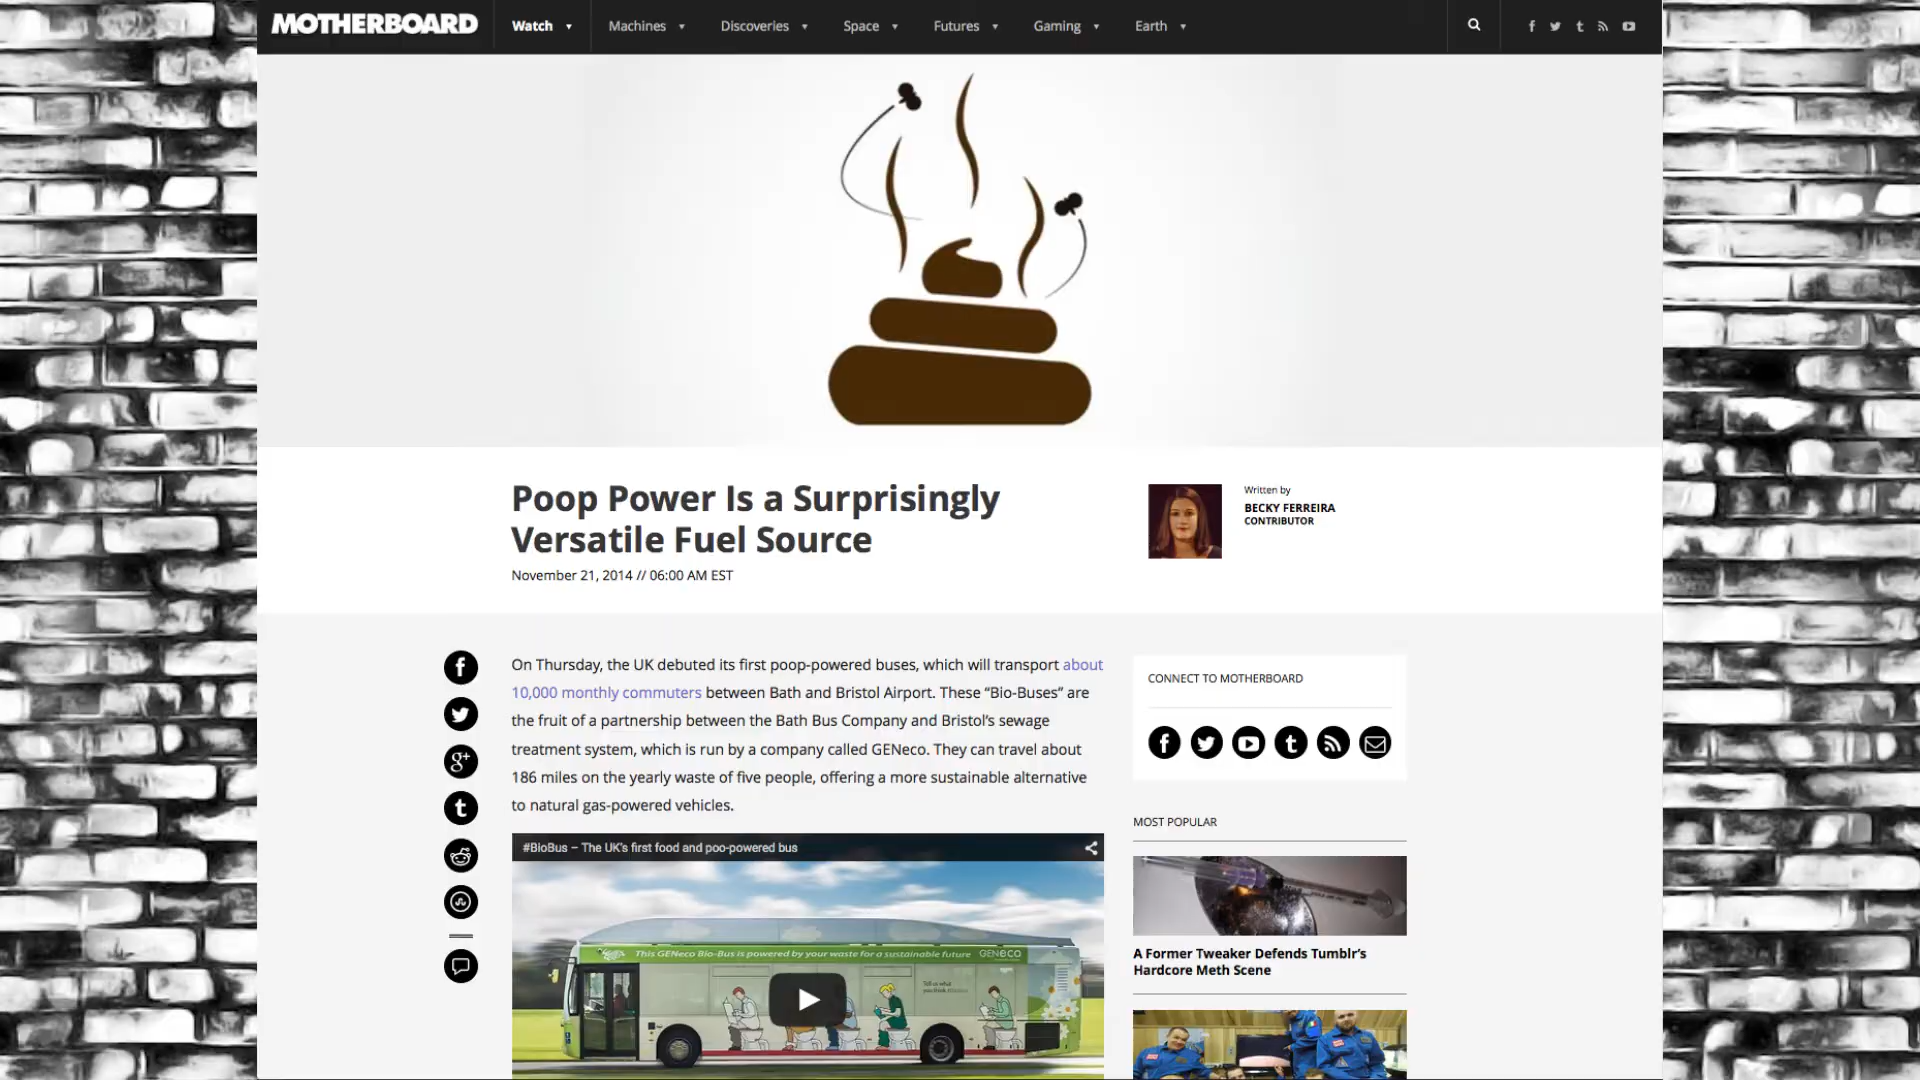 MOTHERBOARD
Watch
Machines
Discoveries
Space
Futures
Gaming
Earth
Poop Power Is a Surprisingly
Versatile Fuel Source
November 21, 2014 // 06:00 AM EST
Written by
BECKY FERREIRA
CONTRIBUTOR
On Thursday, the UK debuted its first poop-powered buses, which will transport about
10,000 monthly commuters between Bath and Bristol Airport. These “Bio-Buses” are
the fruit of a partnership between the Bath Bus Company and Bristol’s sewage
treatment system, which is run by a company called GENeco. They can travel about
186 miles on the yearly waste of five people, offering a more sustainable alternative
to natural gas-powered vehicles.
#BioBus – The UK's first food and poo-powered bus
This GENeco Bio-Bus is powered by your waste for a sustainable future
GENeco
Tell us what
you think
CONNECT TO MOTHERBOARD
MOST POPULAR
A Former Tweaker Defends Tumblr’s
Hardcore Meth Scene